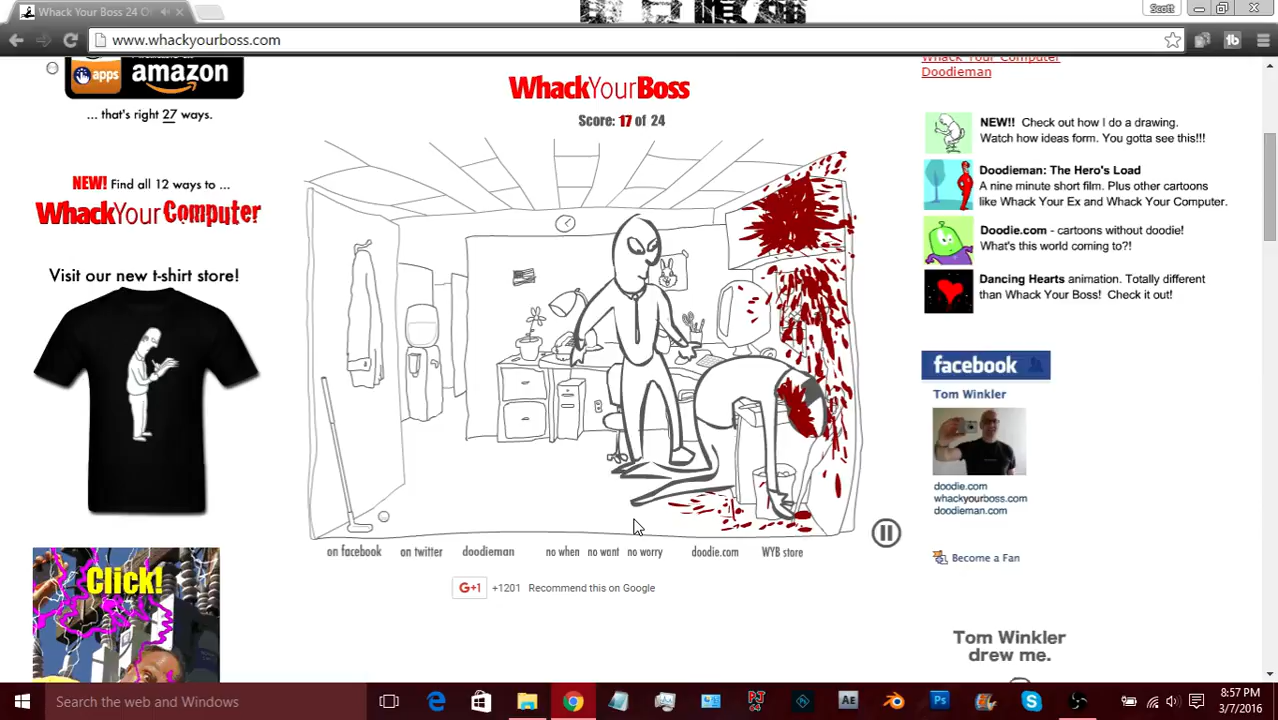 Whack Your Boss 24 O
Scott
www.whackyourboss.com
apps
amazon
... that's right 27 ways.
NEW! Find all 12 ways to ...
WhackYourComputer
Visit our new t-shirt store!
Click!
WhackYourBoss
Score: 17 of 24
on facebook on twitter doodieman no when no want no worry doodie.com WYB store
G+1 +1201 Recommend this on Google
Whack Your Computer
Doodieman
NEW!! Check out how I do a drawing.
Watch how ideas form. You gotta see this!!!
Doodieman: The Hero's Load
A nine minute short film. Plus other cartoons
like Whack Your Ex and Whack Your Computer.
Doodie.com - cartoons without doodie!
What's this world coming to?!
Dancing Hearts animation. Totally different
than Whack Your Boss! Check it out!
facebook
Tom Winkler
doodie.com
whackyourboss.com
doodieman.com
Become a Fan
Tom Winkler
drew me.
Search the web and Windows
8:57 PM
3/7/2016